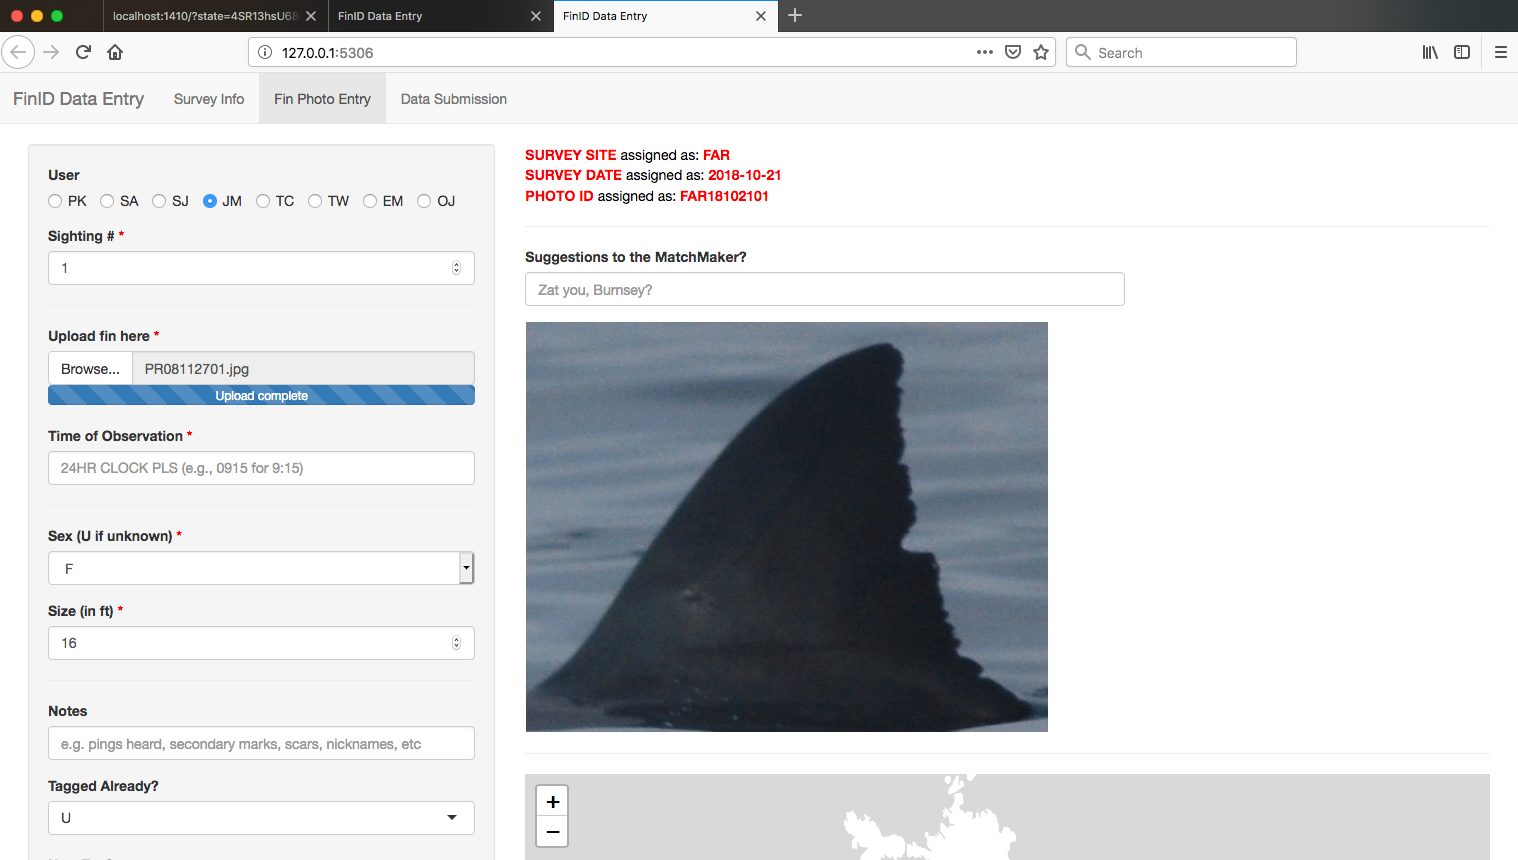 localhost:1410/?state=4SR13hsU68
FinID Data Entry
FinID Data Entry
127.0.0.1:5306
Search
FinID Data Entry
Survey Info
Fin Photo Entry
Data Submission
User
PK SA SJ JM TC TW EM OJ
Sighting # *
1
Upload fin here *
Browse... PR08112701.jpg
Upload complete
Time of Observation *
24HR CLOCK PLS (e.g., 0915 for 9:15)
Sex (U if unknown) *
F
Size (in ft) *
16
Notes
e.g. pings heard, secondary marks, scars, nicknames, etc
Tagged Already?
U
SURVEY SITE assigned as: FAR
SURVEY DATE assigned as: 2018-10-21
PHOTO ID assigned as: FAR18102101
Suggestions to the MatchMaker?
Zat you, Burnsey?
+
−